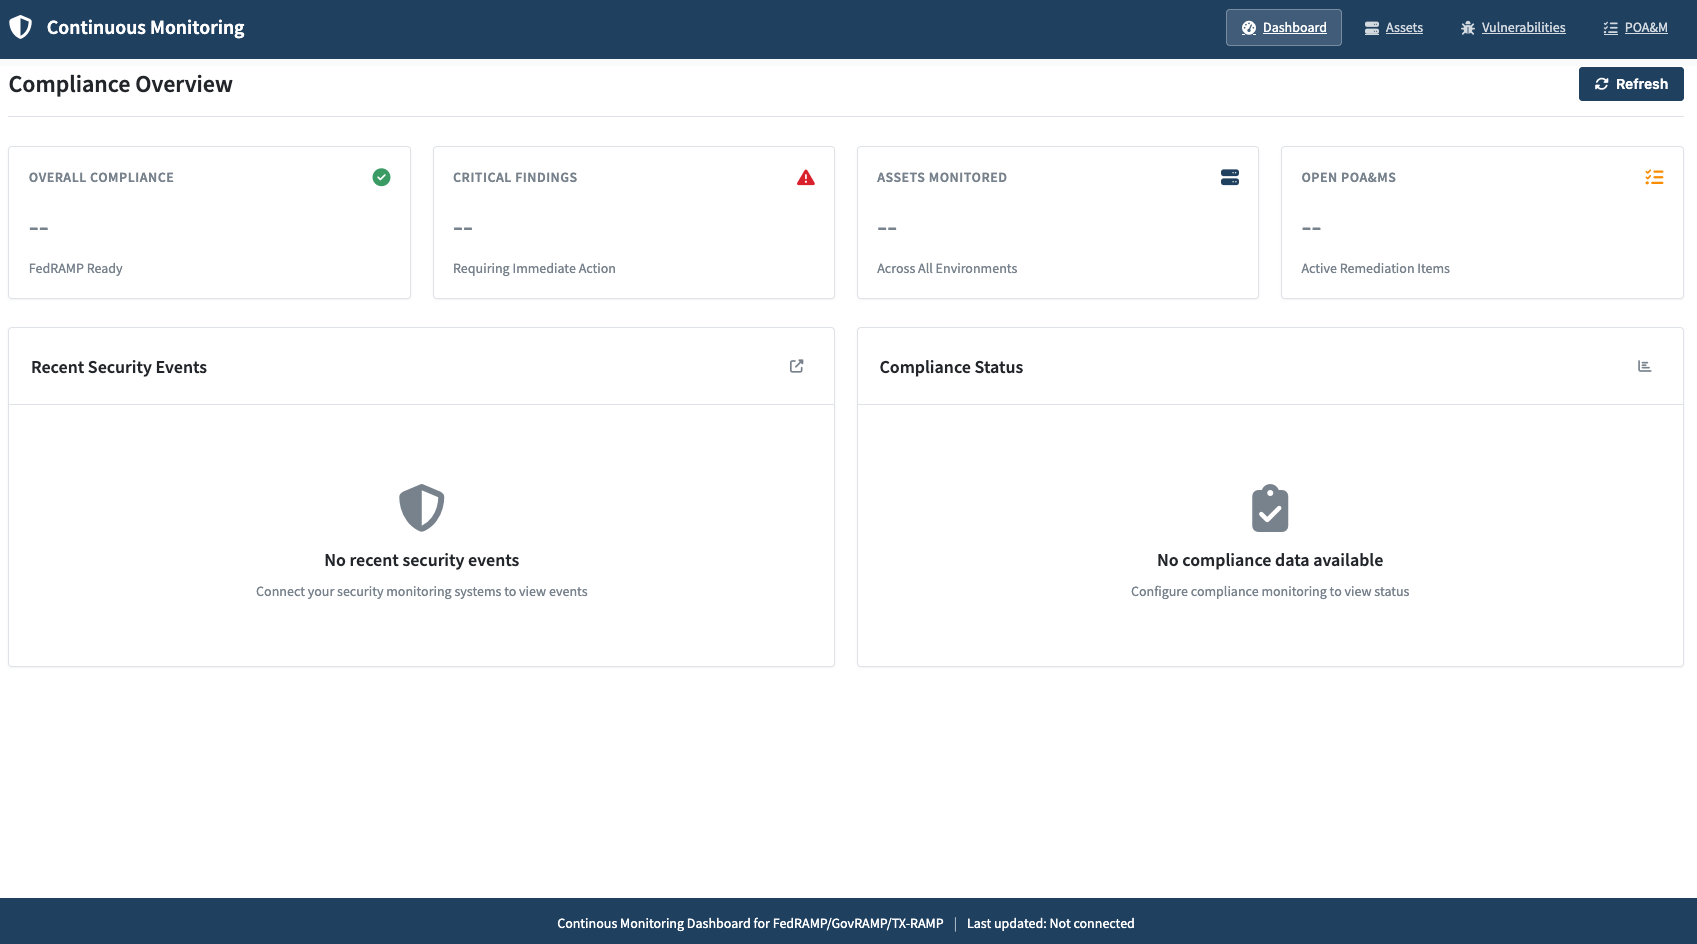 Continuous Monitoring
Dashboard
Assets
Vulnerabilities
POA&M
Compliance Overview
Refresh
OVERALL COMPLIANCE
--
FedRAMP Ready
CRITICAL FINDINGS
--
Requiring Immediate Action
ASSETS MONITORED
--
Across All Environments
OPEN POA&MS
--
Active Remediation Items
Recent Security Events
No recent security events
Connect your security monitoring systems to view events
Compliance Status
No compliance data available
Configure compliance monitoring to view status
Continous Monitoring Dashboard for FedRAMP/GovRAMP/TX-RAMP | Last updated: Not connected